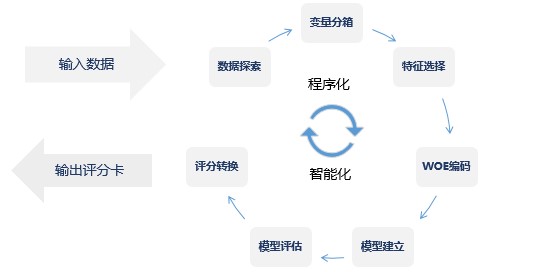 输入数据
数据探索
变量分箱
特征选择
程序化
智能化
WOE编码
模型建立
模型评估
评分转换
输出评分卡